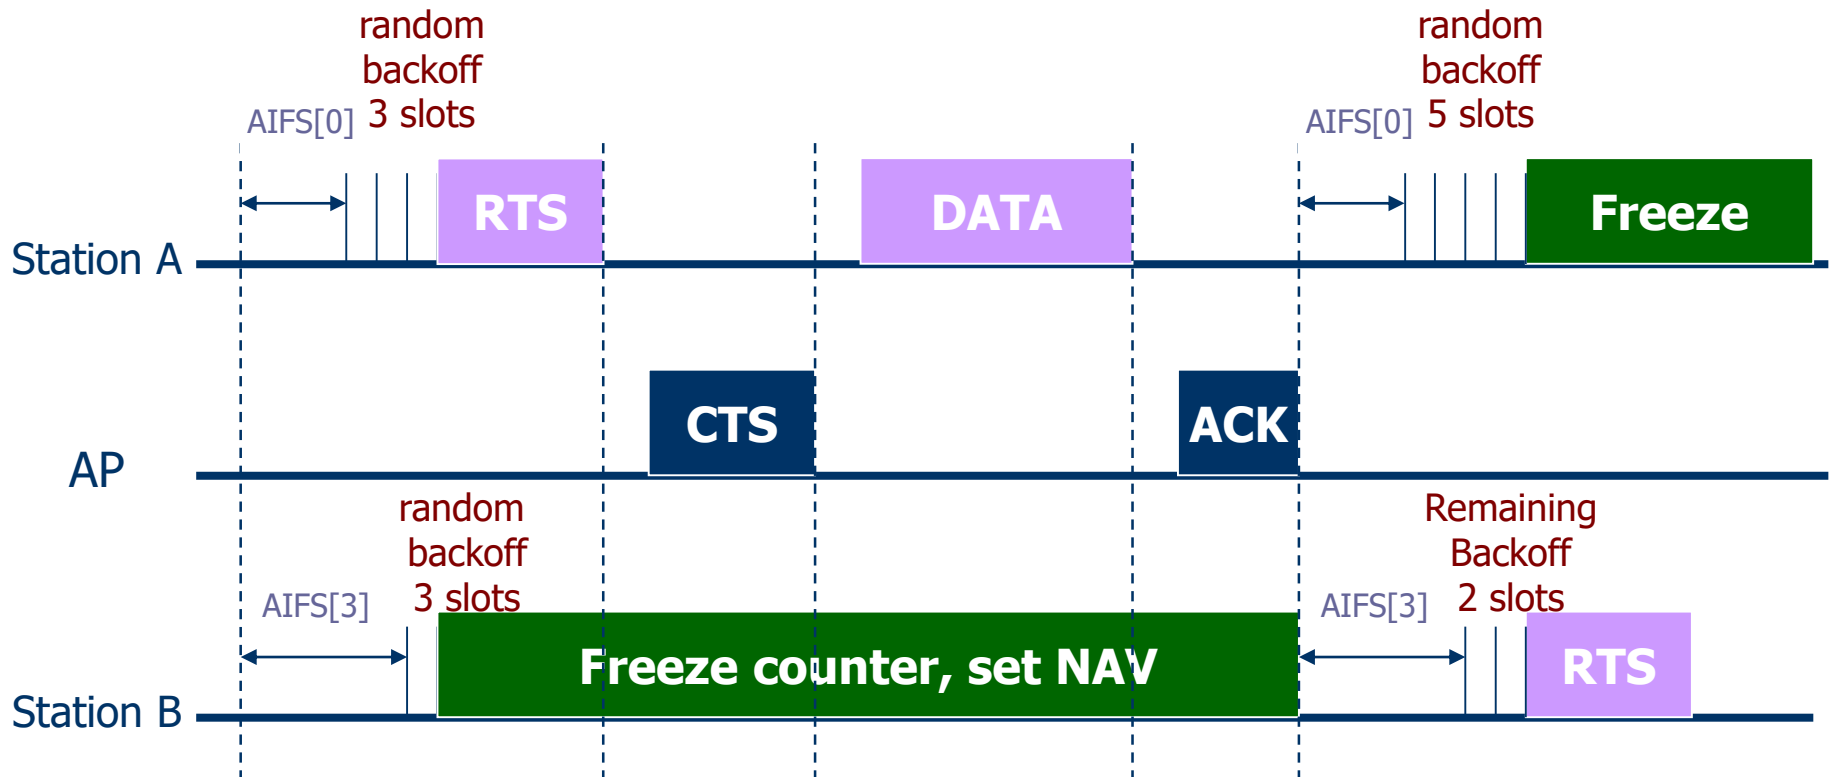 random
backoff
3 slots
AIFS[0]
random
backoff
5 slots
AIFS[0]
RTS
DATA
Freeze
Station A
CTS
ACK
AP
random
backoff
3 slots
AIFS[3]
Remaining
Backoff
2 slots
AIFS[3]
Freeze counter, set NAV
RTS
Station B